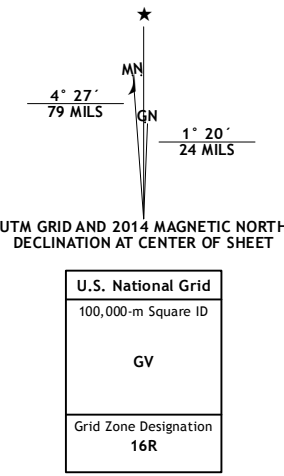 MN
4° 27´
79 MILS
GN
1° 20´
24 MILS
UTM GRID AND 2014 MAGNETIC NORTH
DECLINATION AT CENTER OF SHEET
U.S. National Grid
100,000-m Square ID
GV
Grid Zone Designation
16R